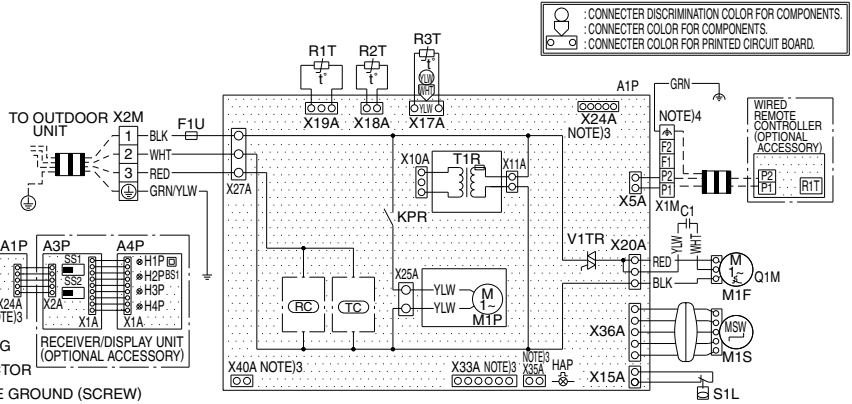 : CONNECTER DISCRIMINATION COLOR FOR COMPONENTS.
: CONNECTER COLOR FOR COMPONENTS.
: CONNECTER COLOR FOR PRINTED CIRCUIT BOARD.
R1T
R2T
R3T
t°
t°
t°
YLW
WHT
YLW
X19A
X18A
X17A
A1P
X24A
NOTE)3
GRN
NOTE)4
F2
F1
P2
P1
X1M
X5A
WIRED
REMOTE
CONTROLLER
(OPTIONAL
ACCESSORY)
P2
P1
R1T
TO OUTDOOR
UNIT
X2M
1
2
3
BLK
WHT
RED
GRN/YLW
F1U
X27A
X10A
T1R
X11A
KPR
C1
YLW
WHT
V1TR
X20A
RED
BLK
M
1~
Q1M
M1F
X25A
YLW
YLW
M
1~
M1P
RC
TC
X36A
MSW
M1S
X15A
S1L
X40A NOTE)3
X33A NOTE)3
NOTE)3
X35A
HAP
A1P
X24A
OTE)3
A3P
SS1
SS2
X2A
X1A
A4P
H1P
H2P
BS1
H3P
H4P
X1A
RECEIVER/DISPLAY UNIT
(OPTIONAL ACCESSORY)
G
CTOR
E GROUND (SCREW)